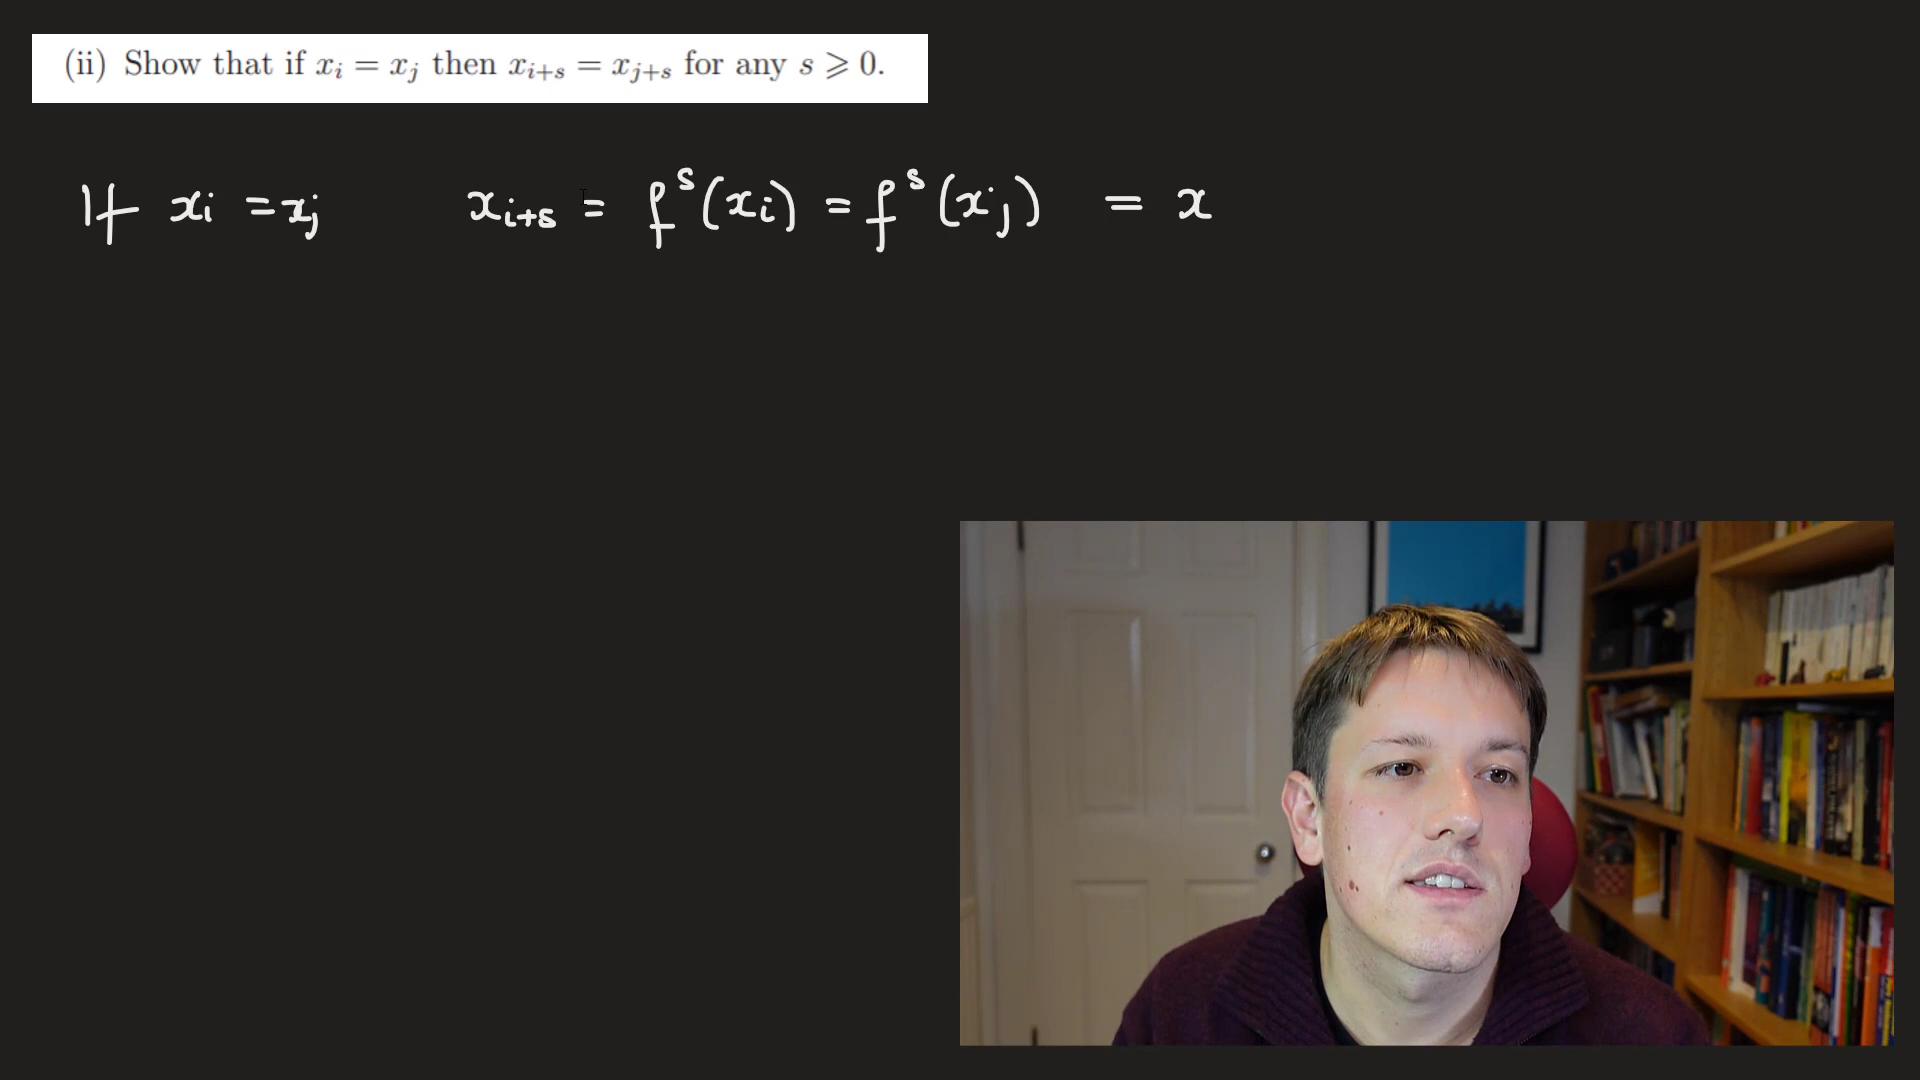 (ii) Show that if xᵢ = xⱼ then xᵢ₊ₛ = xⱼ₊ₛ for any s ⩾ 0.
If xᵢ = xⱼ xᵢ₊ₛ = fˢ(xᵢ) = fˢ(xⱼ) = x